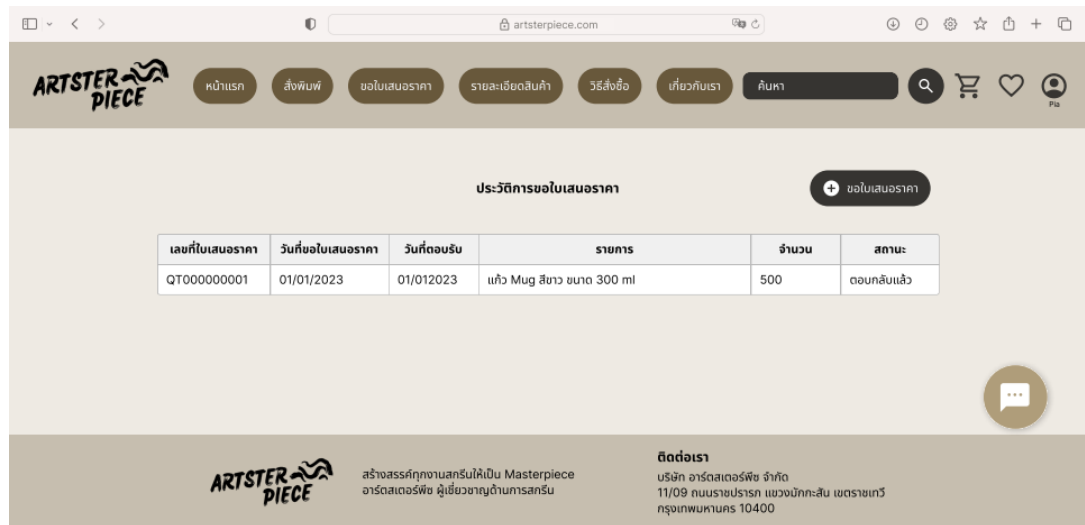 artsterpiece.com
ARTSTER
PIECE
หน้าแรก
สั่งพิมพ์
ขอใบเสนอราคา
รายละเอียดสินค้า
วิธีสั่งซื้อ
เกี่ยวกับเรา
ค้นหา
Pia
ประวัติการขอใบเสนอราคา
ขอใบเสนอราคา
เลขที่ใบเสนอราคา วันที่ขอใบเสนอราคา วันที่ตอบรับ รายการ จำนวน สถานะ
QT000000001 01/01/2023 01/012023 แก้ว Mug สีขาว ขนาด 300 ml 500 ตอบกลับแล้ว
ARTSTER
PIECE
สร้างสรรค์ทุกงานสกรีนให้เป็น Masterpiece
อาร์ตสเตอร์พีซ ผู้เชี่ยวชาญด้านการสกรีน
ติดต่อเรา
บริษัท อาร์ตสเตอร์พีซ จำกัด
11/09 ถนนราชปรารภ แขวงมักกะสัน เขตราชเทวี
กรุงเทพมหานคร 10400